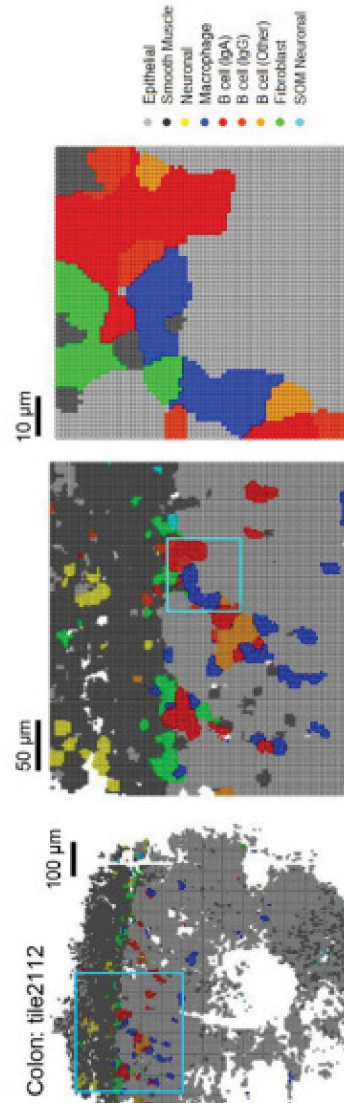 Colon: tile2112
100 µm
50 µm
10 µm
Epithelial
Smooth Muscle
Neuronal
Macrophage
B cell (IgA)
B cell (IgG)
B cell (Other)
Fibroblast
SOM Neuronal